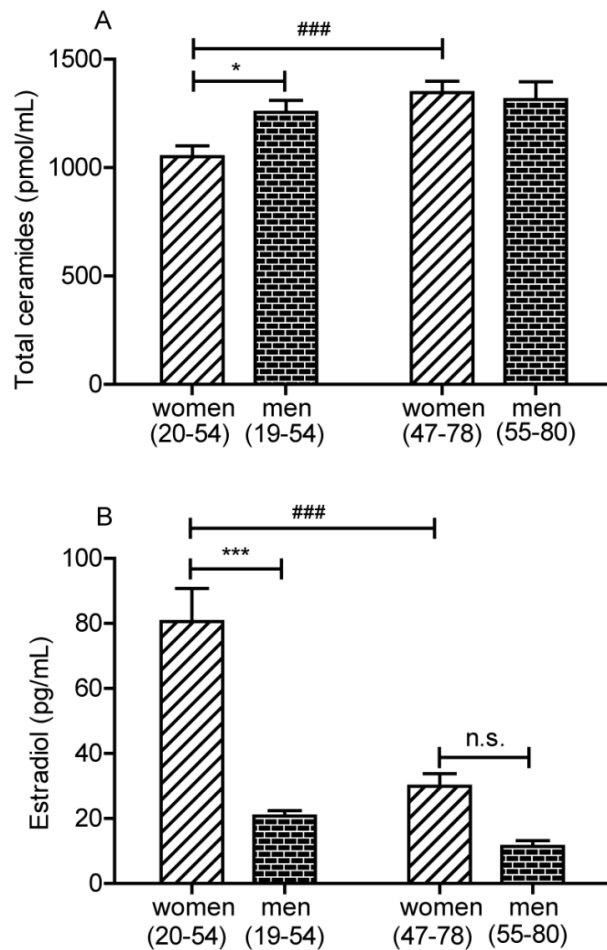 A
###
*
1500
1000
500
0
Total ceramides (pmol/mL)
women men women men
(20-54) (19-54) (47-78) (55-80)
B
###
***
n.s.
100
80
60
40
20
0
Estradiol (pg/mL)
women men women men
(20-54) (19-54) (47-78) (55-80)